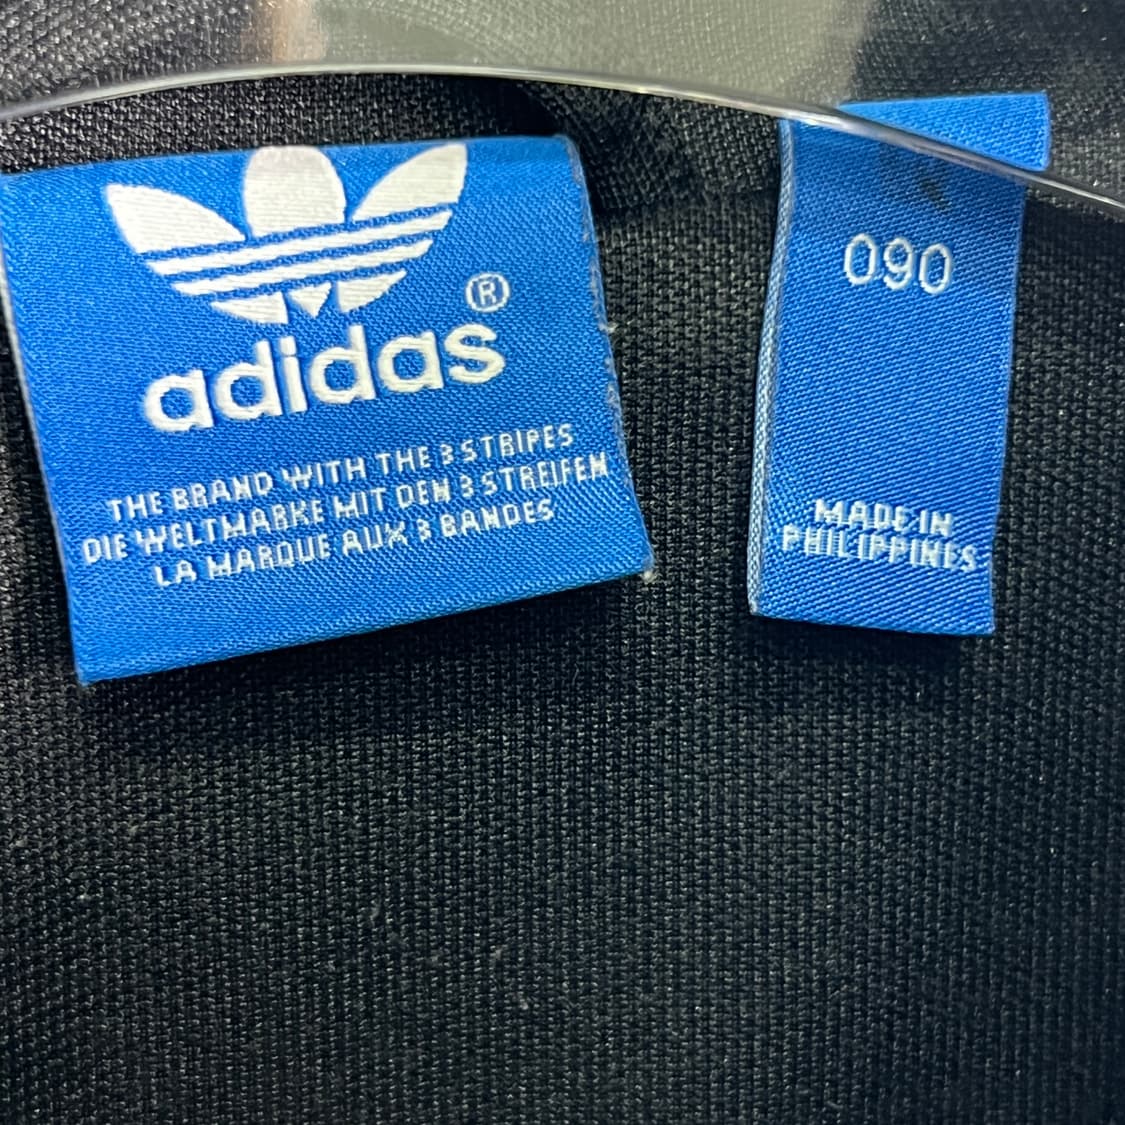 adidas®
THE BRAND WITH THE 3 STRIPES
DIE WELTMARKE MIT DEN 3 STREIFEN
LA MARQUE AUX 3 BANDES
090
MADE IN
PHILIPPINES